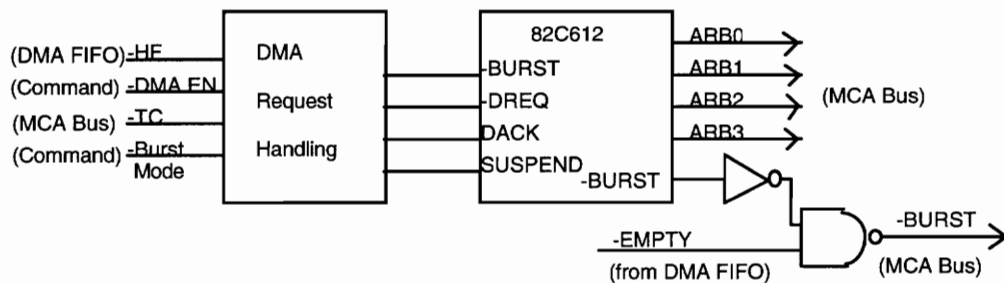 (DMA FIFO) -HF
(Command) -DMA EN
(MCA Bus) -TC
(Command) -Burst
Mode
DMA
Request
Handling
82C612
-BURST
-DREQ
DACK
SUSPEND
-BURST
ARB0
ARB1
ARB2
ARB3
(MCA Bus)
-EMPTY
(from DMA FIFO)
-BURST
(MCA Bus)